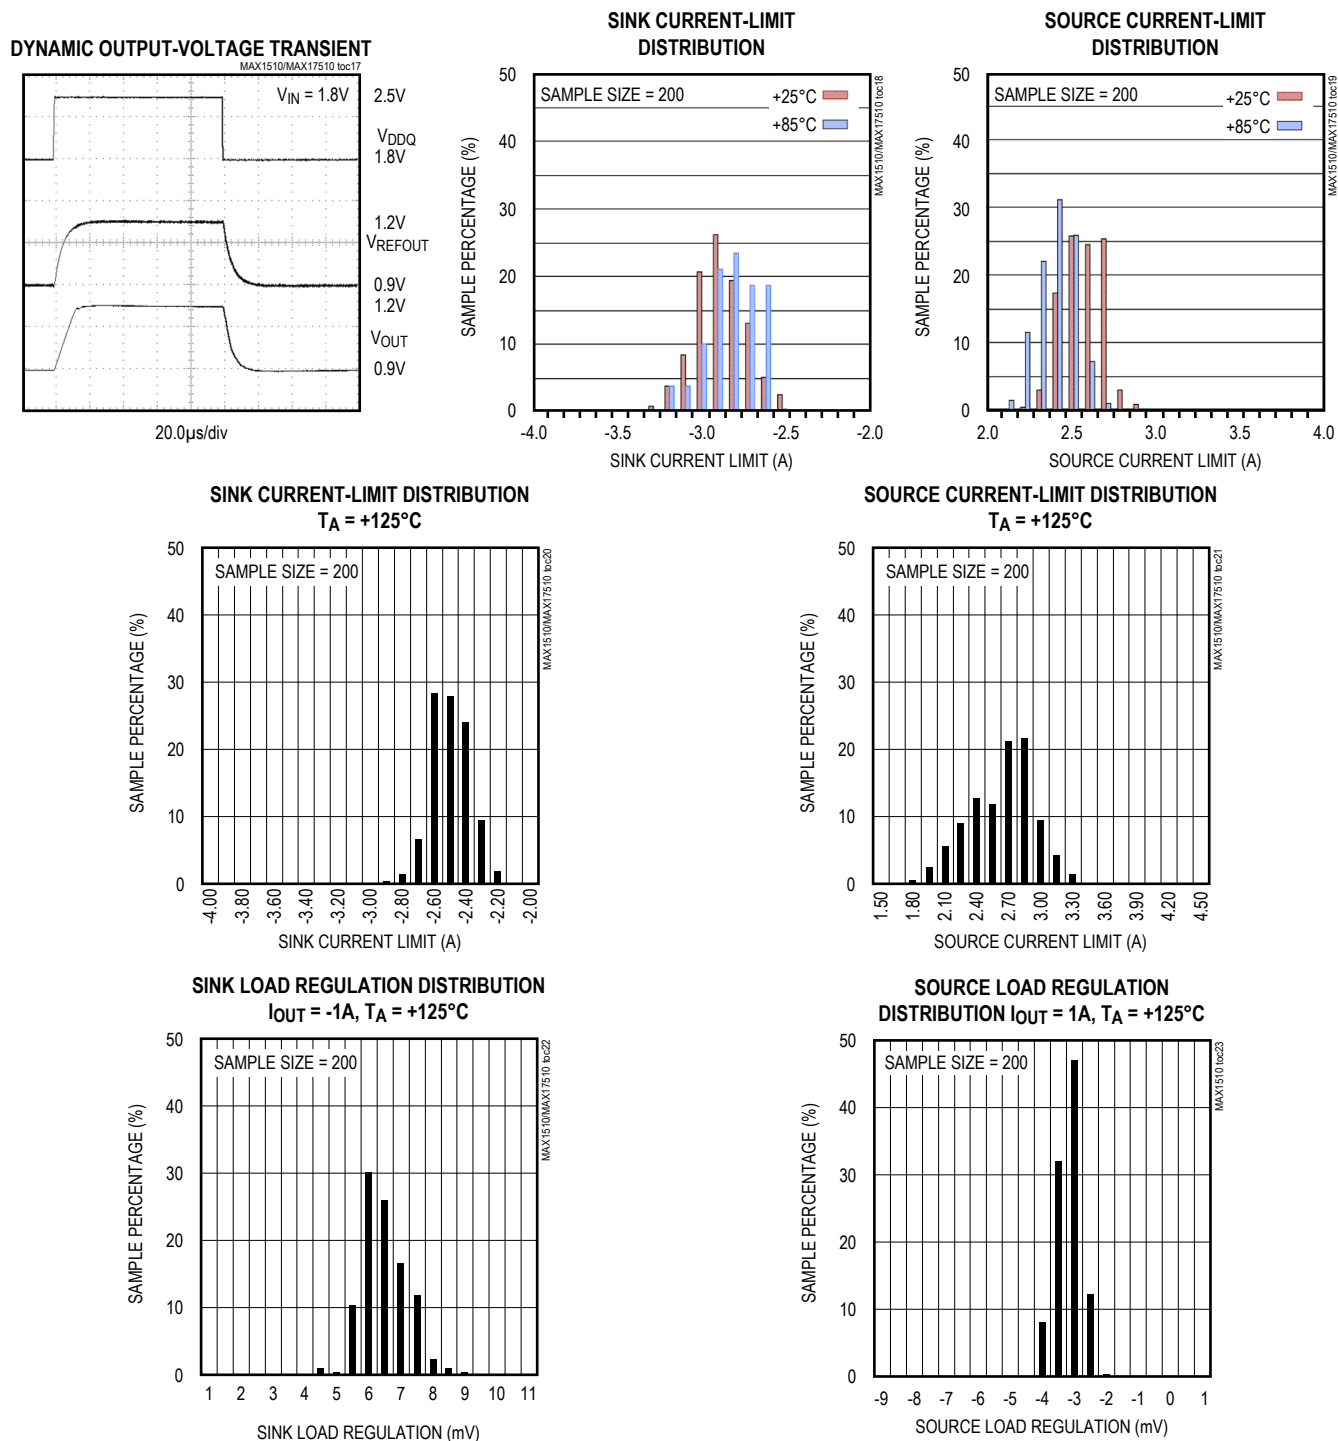 DYNAMIC OUTPUT-VOLTAGE TRANSIENT
MAX1510/MAX17510 toc17
VIN = 1.8V
2.5V
VDDQ
1.8V
1.2V
VREFOUT
0.9V
1.2V
VOUT
0.9V
20.0µs/div
SINK CURRENT-LIMIT
DISTRIBUTION
MAX1510/MAX17510 toc18
SAMPLE SIZE = 200
+25°C
+85°C
SAMPLE PERCENTAGE (%)
50
40
30
20
10
0
-4.0 -3.0 -2.5 -2.0
SINK CURRENT LIMIT (A)
SOURCE CURRENT-LIMIT
DISTRIBUTION
MAX1510/MAX17510 toc19
SAMPLE SIZE = 200
+25°C
+85°C
SAMPLE PERCENTAGE (%)
50
40
30
20
10
0
2.0 2.5 3.0 3.5 4.0
SOURCE CURRENT LIMIT (A)
SINK CURRENT-LIMIT DISTRIBUTION
TA = +125°C
MAX1510/MAX17510 toc20
SAMPLE SIZE = 200
SAMPLE PERCENTAGE (%)
50
40
30
20
10
0
-4.00 -3.80 -3.60 -3.40 -3.20 -3.00 -2.80 -2.60 -2.40 -2.20 -2.00
SINK CURRENT LIMIT (A)
SOURCE CURRENT-LIMIT DISTRIBUTION
TA = +125°C
MAX1510/MAX17510 toc21
SAMPLE SIZE = 200
SAMPLE PERCENTAGE (%)
50
40
30
20
10
0
1.50 1.80 2.10 2.40 2.70 3.00 3.30 3.60 3.90 4.20 4.50
SOURCE CURRENT LIMIT (A)
SINK LOAD REGULATION DISTRIBUTION
IOUT = -1A, TA = +125°C
MAX1510/MAX17510 toc22
SAMPLE SIZE = 200
SAMPLE PERCENTAGE (%)
50
40
30
20
10
0
1 2 3 4 5 6 7 8 9 10 11
SINK LOAD REGULATION (mV)
SOURCE LOAD REGULATION
DISTRIBUTION IOUT = 1A, TA = +125°C
MAX1510 toc23
SAMPLE SIZE = 200
SAMPLE PERCENTAGE (%)
50
40
30
20
10
0
-9 -8 -7 -6 -5 -4 -3 -2 -1 0 1
SOURCE LOAD REGULATION (mV)